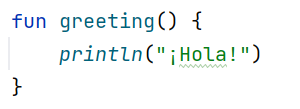 fun greeting() {
    println("¡Hola!")
}